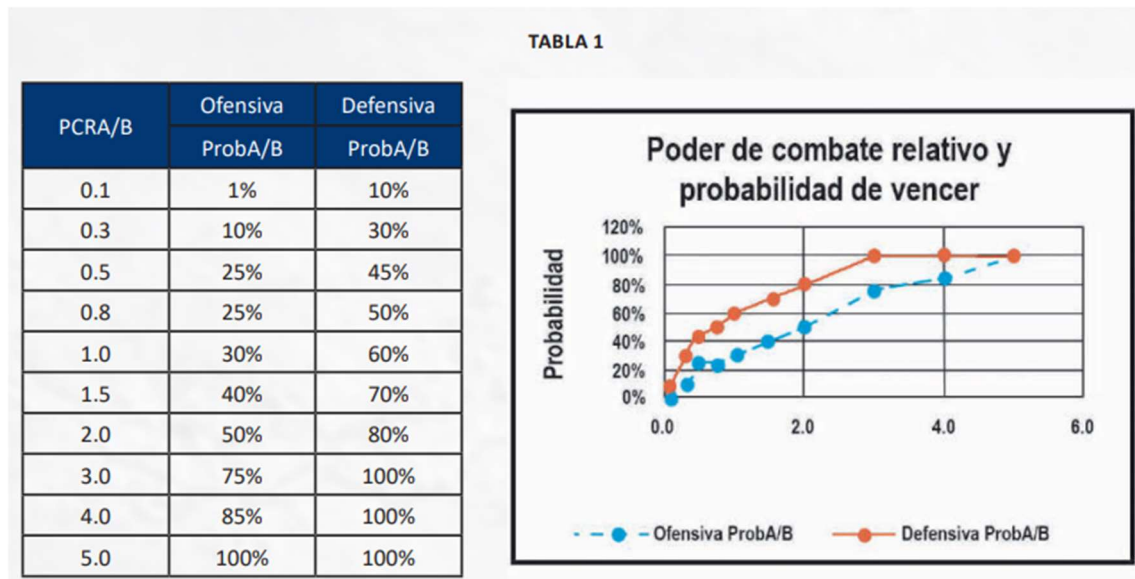 TABLA 1
PCRA/B
Ofensiva
Defensiva
ProbA/B
ProbA/B
0.1 1% 10%
0.3 10% 30%
0.5 25% 45%
0.8 25% 50%
1.0 30% 60%
1.5 40% 70%
2.0 50% 80%
3.0 75% 100%
4.0 85% 100%
5.0 100% 100%
Poder de combate relativo y
probabilidad de vencer
Probabilidad
120%
100%
80%
60%
40%
20%
0%
0.0 2.0 4.0 6.0
Ofensiva ProbA/B
Defensiva ProbA/B